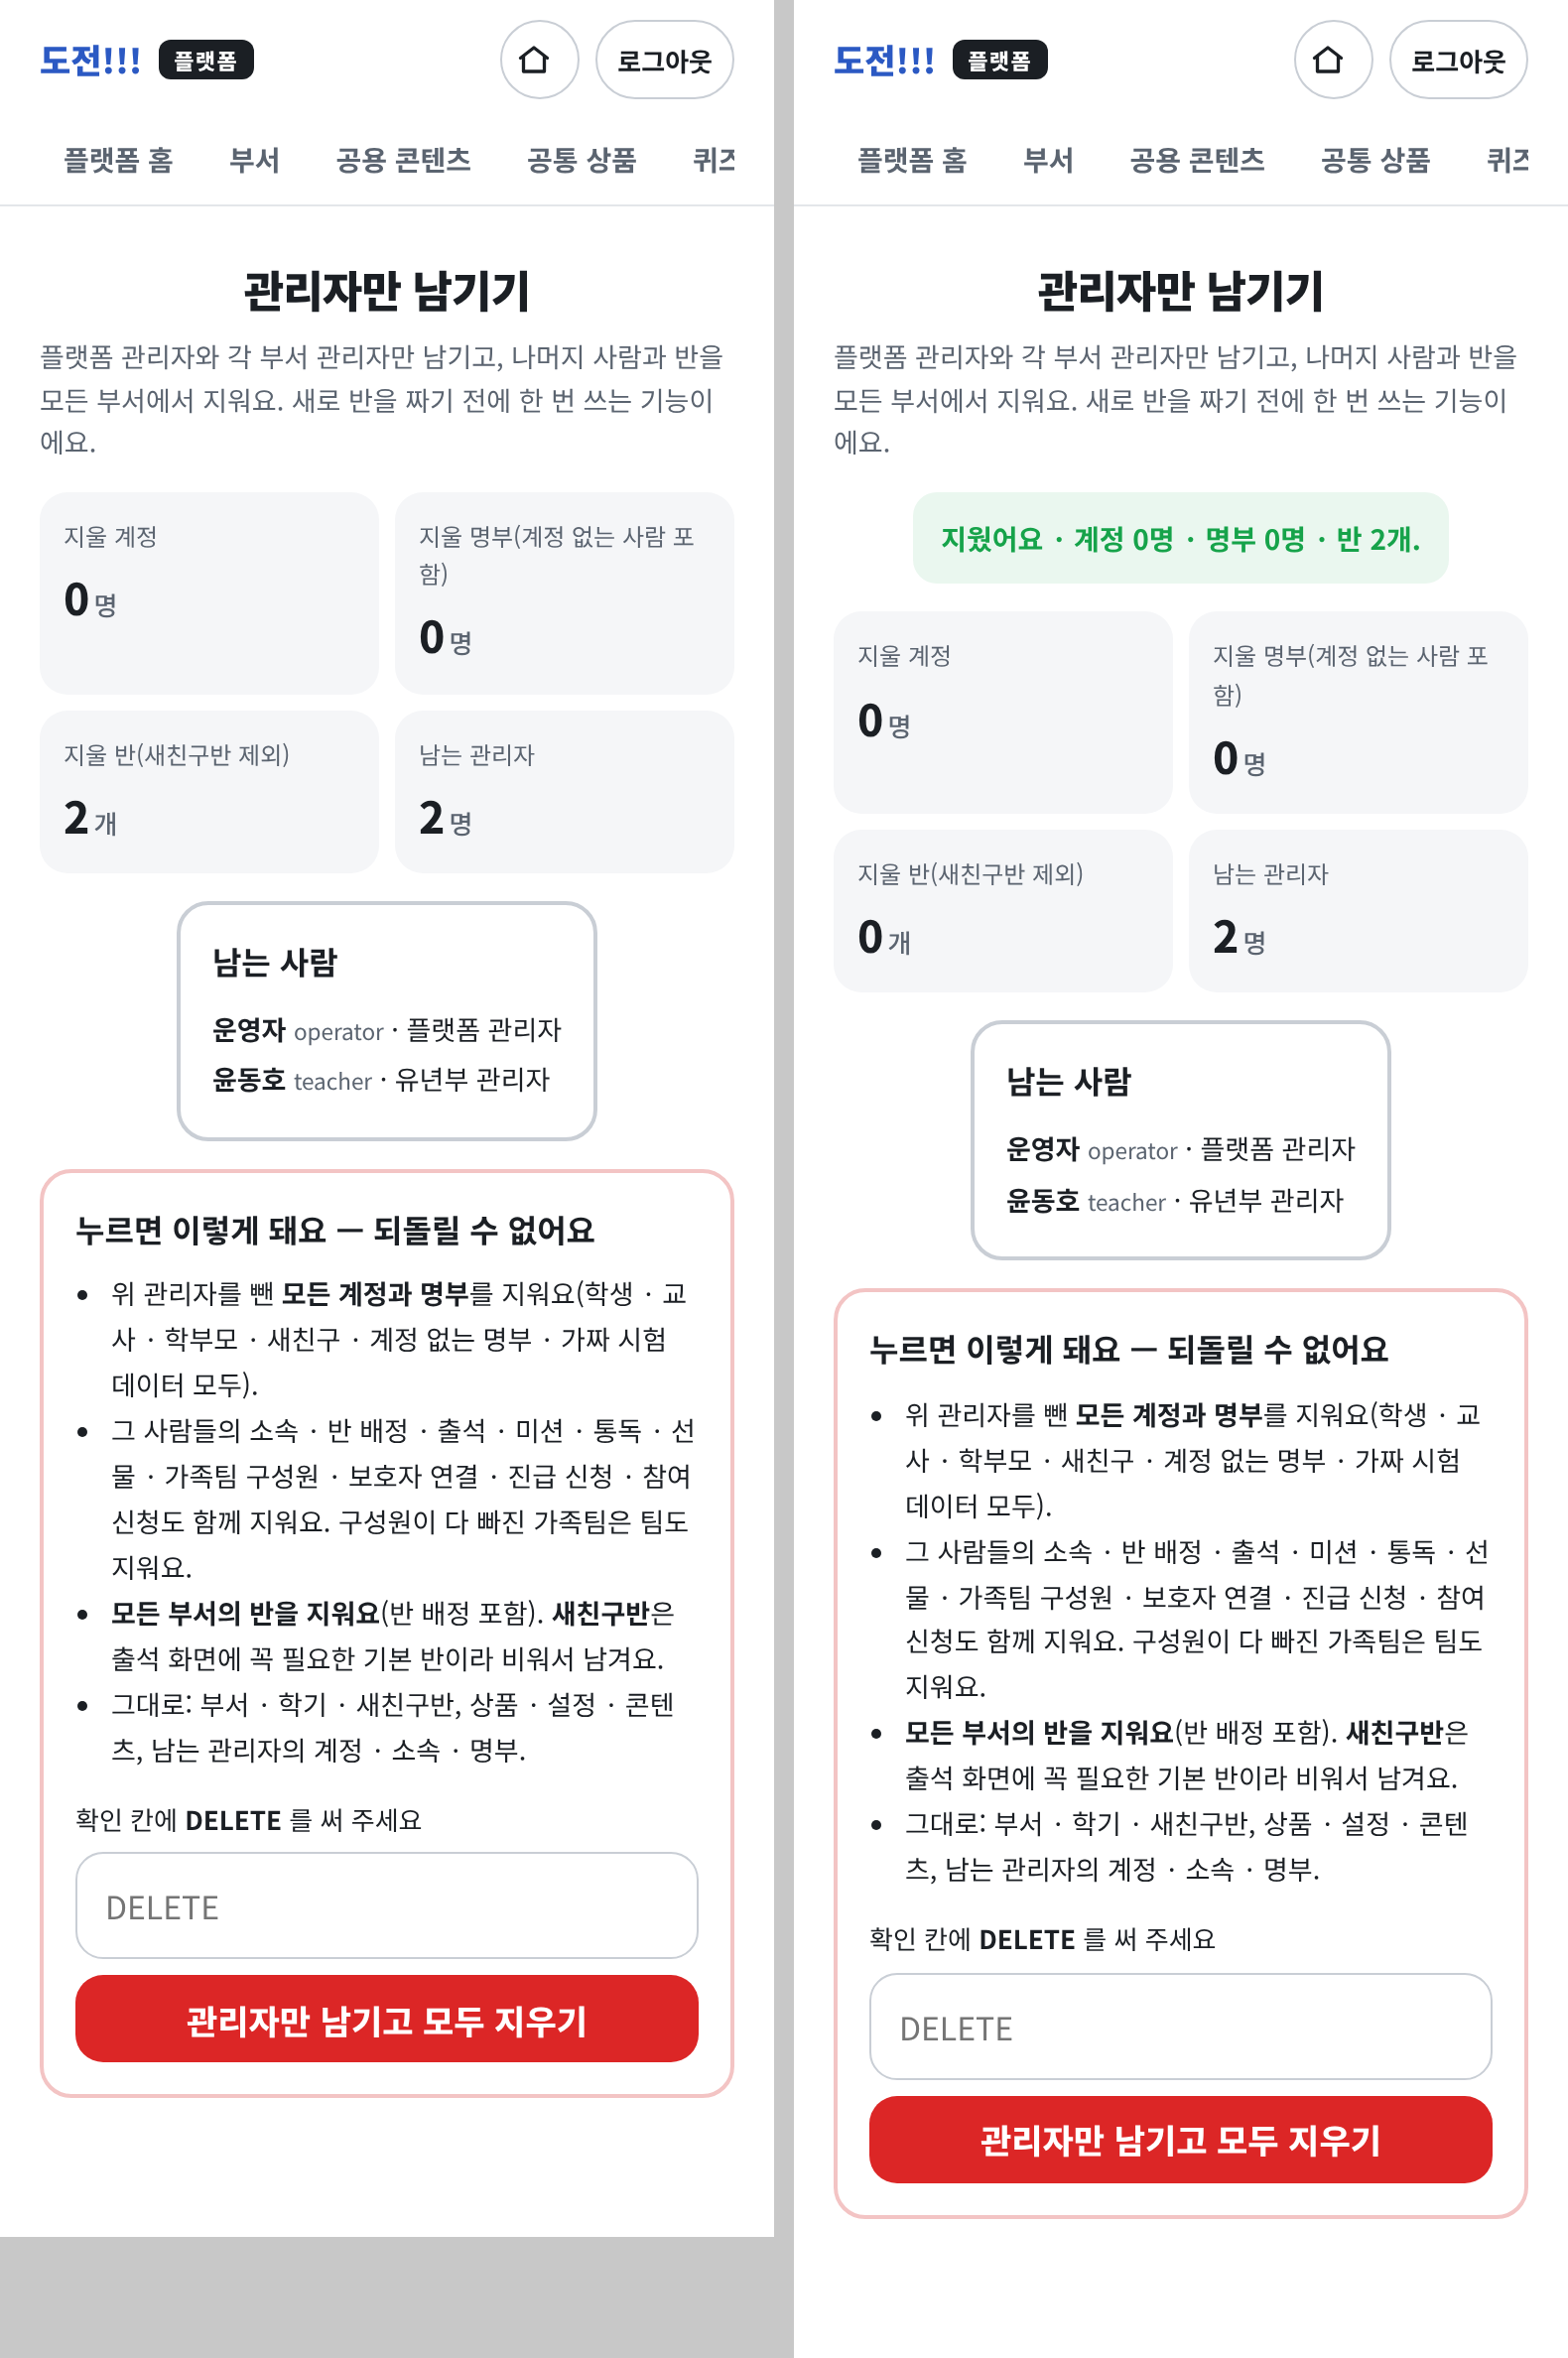 도전!!! 플랫폼 로그아웃
플랫폼 홈 부서 공용 콘텐츠 공통 상품 퀴즈
관리자만 남기기
플랫폼 관리자와 각 부서 관리자만 남기고, 나머지 사람과 반을
모든 부서에서 지워요. 새로 반을 짜기 전에 한 번 쓰는 기능이
에요.
지울 계정
0 명
지울 명부(계정 없는 사람 포
함)
0 명
지울 반(새친구반 제외)
2 개
남는 관리자
2 명
남는 사람
운영자 operator · 플랫폼 관리자
윤동호 teacher · 유년부 관리자
누르면 이렇게 돼요 — 되돌릴 수 없어요
• 위 관리자를 뺀 모든 계정과 명부를 지워요(학생 · 교
사 · 학부모 · 새친구 · 계정 없는 명부 · 가짜 시험
데이터 모두).
• 그 사람들의 소속 · 반 배정 · 출석 · 미션 · 통독 · 선
물 · 가족팀 구성원 · 보호자 연결 · 진급 신청 · 참여
신청도 함께 지워요. 구성원이 다 빠진 가족팀은 팀도
지워요.
• 모든 부서의 반을 지워요(반 배정 포함). 새친구반은
출석 화면에 꼭 필요한 기본 반이라 비워서 남겨요.
• 그대로: 부서 · 학기 · 새친구반, 상품 · 설정 · 콘텐
츠, 남는 관리자의 계정 · 소속 · 명부.
확인 칸에 DELETE 를 써 주세요
DELETE
관리자만 남기고 모두 지우기
도전!!! 플랫폼 로그아웃
플랫폼 홈 부서 공용 콘텐츠 공통 상품 퀴즈
관리자만 남기기
플랫폼 관리자와 각 부서 관리자만 남기고, 나머지 사람과 반을
모든 부서에서 지워요. 새로 반을 짜기 전에 한 번 쓰는 기능이
에요.
지웠어요 · 계정 0명 · 명부 0명 · 반 2개.
지울 계정
0 명
지울 명부(계정 없는 사람 포
함)
0 명
지울 반(새친구반 제외)
0 개
남는 관리자
2 명
남는 사람
운영자 operator · 플랫폼 관리자
윤동호 teacher · 유년부 관리자
누르면 이렇게 돼요 — 되돌릴 수 없어요
• 위 관리자를 뺀 모든 계정과 명부를 지워요(학생 · 교
사 · 학부모 · 새친구 · 계정 없는 명부 · 가짜 시험
데이터 모두).
• 그 사람들의 소속 · 반 배정 · 출석 · 미션 · 통독 · 선
물 · 가족팀 구성원 · 보호자 연결 · 진급 신청 · 참여
신청도 함께 지워요. 구성원이 다 빠진 가족팀은 팀도
지워요.
• 모든 부서의 반을 지워요(반 배정 포함). 새친구반은
출석 화면에 꼭 필요한 기본 반이라 비워서 남겨요.
• 그대로: 부서 · 학기 · 새친구반, 상품 · 설정 · 콘텐
츠, 남는 관리자의 계정 · 소속 · 명부.
확인 칸에 DELETE 를 써 주세요
DELETE
관리자만 남기고 모두 지우기